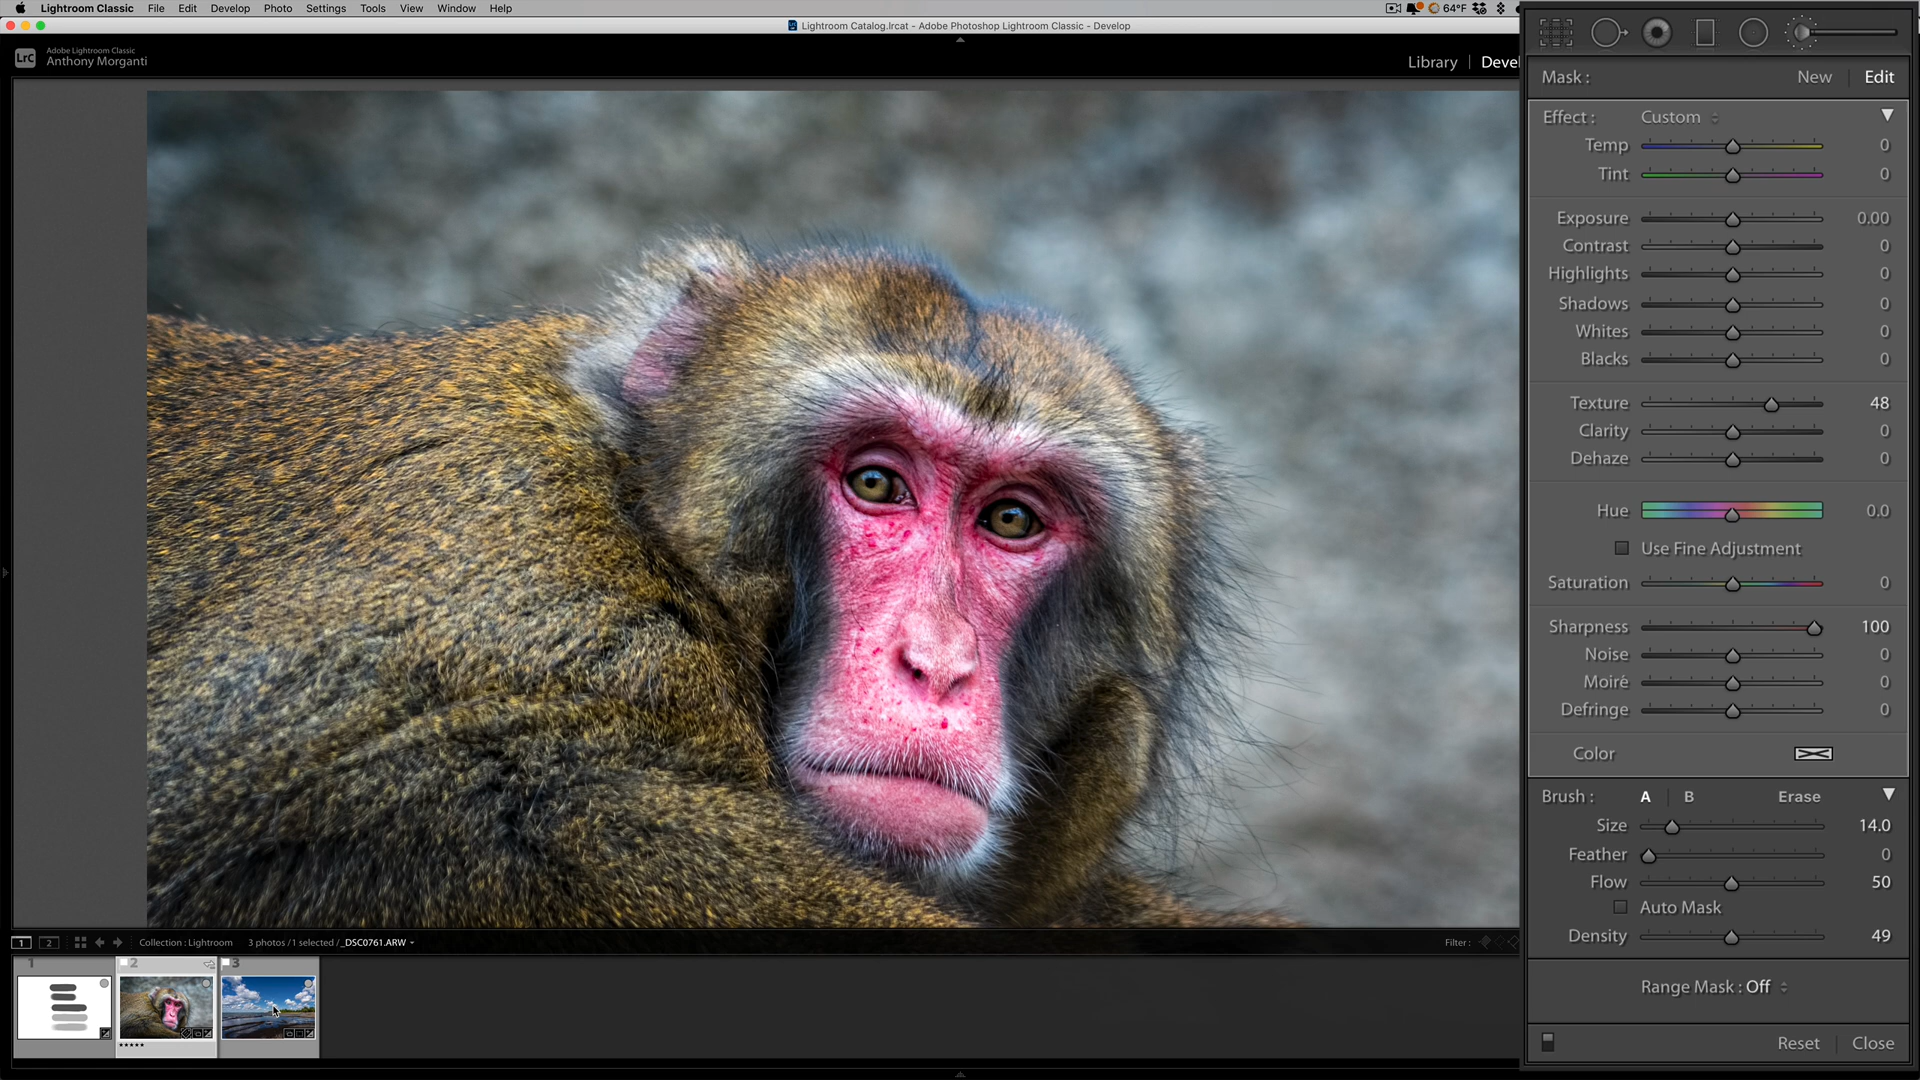 Lightroom Classic File Edit Develop Photo Settings Tools View Window Help 64°F
Lightroom Catalog.lrcat - Adobe Photoshop Lightroom Classic - Develop
LrC
Adobe Lightroom Classic
Anthony Morganti
Library | Devel
Mask : New Edit
Effect : Custom
Temp 0
Tint 0
Exposure 0.00
Contrast 0
Highlights 0
Shadows 0
Whites 0
Blacks 0
Texture 48
Clarity 0
Dehaze 0
Hue 0.0
Use Fine Adjustment
Saturation 0
Sharpness 100
Noise 0
Moiré 0
Defringe 0
Color
Brush : A | B Erase
Size 14.0
Feather 0
Flow 50
Auto Mask
Density 49
Range Mask : Off
Reset Close
1 2 Collection : Lightroom 3 photos / 1 selected / _DSC0761.ARW Filter :
1 2 3